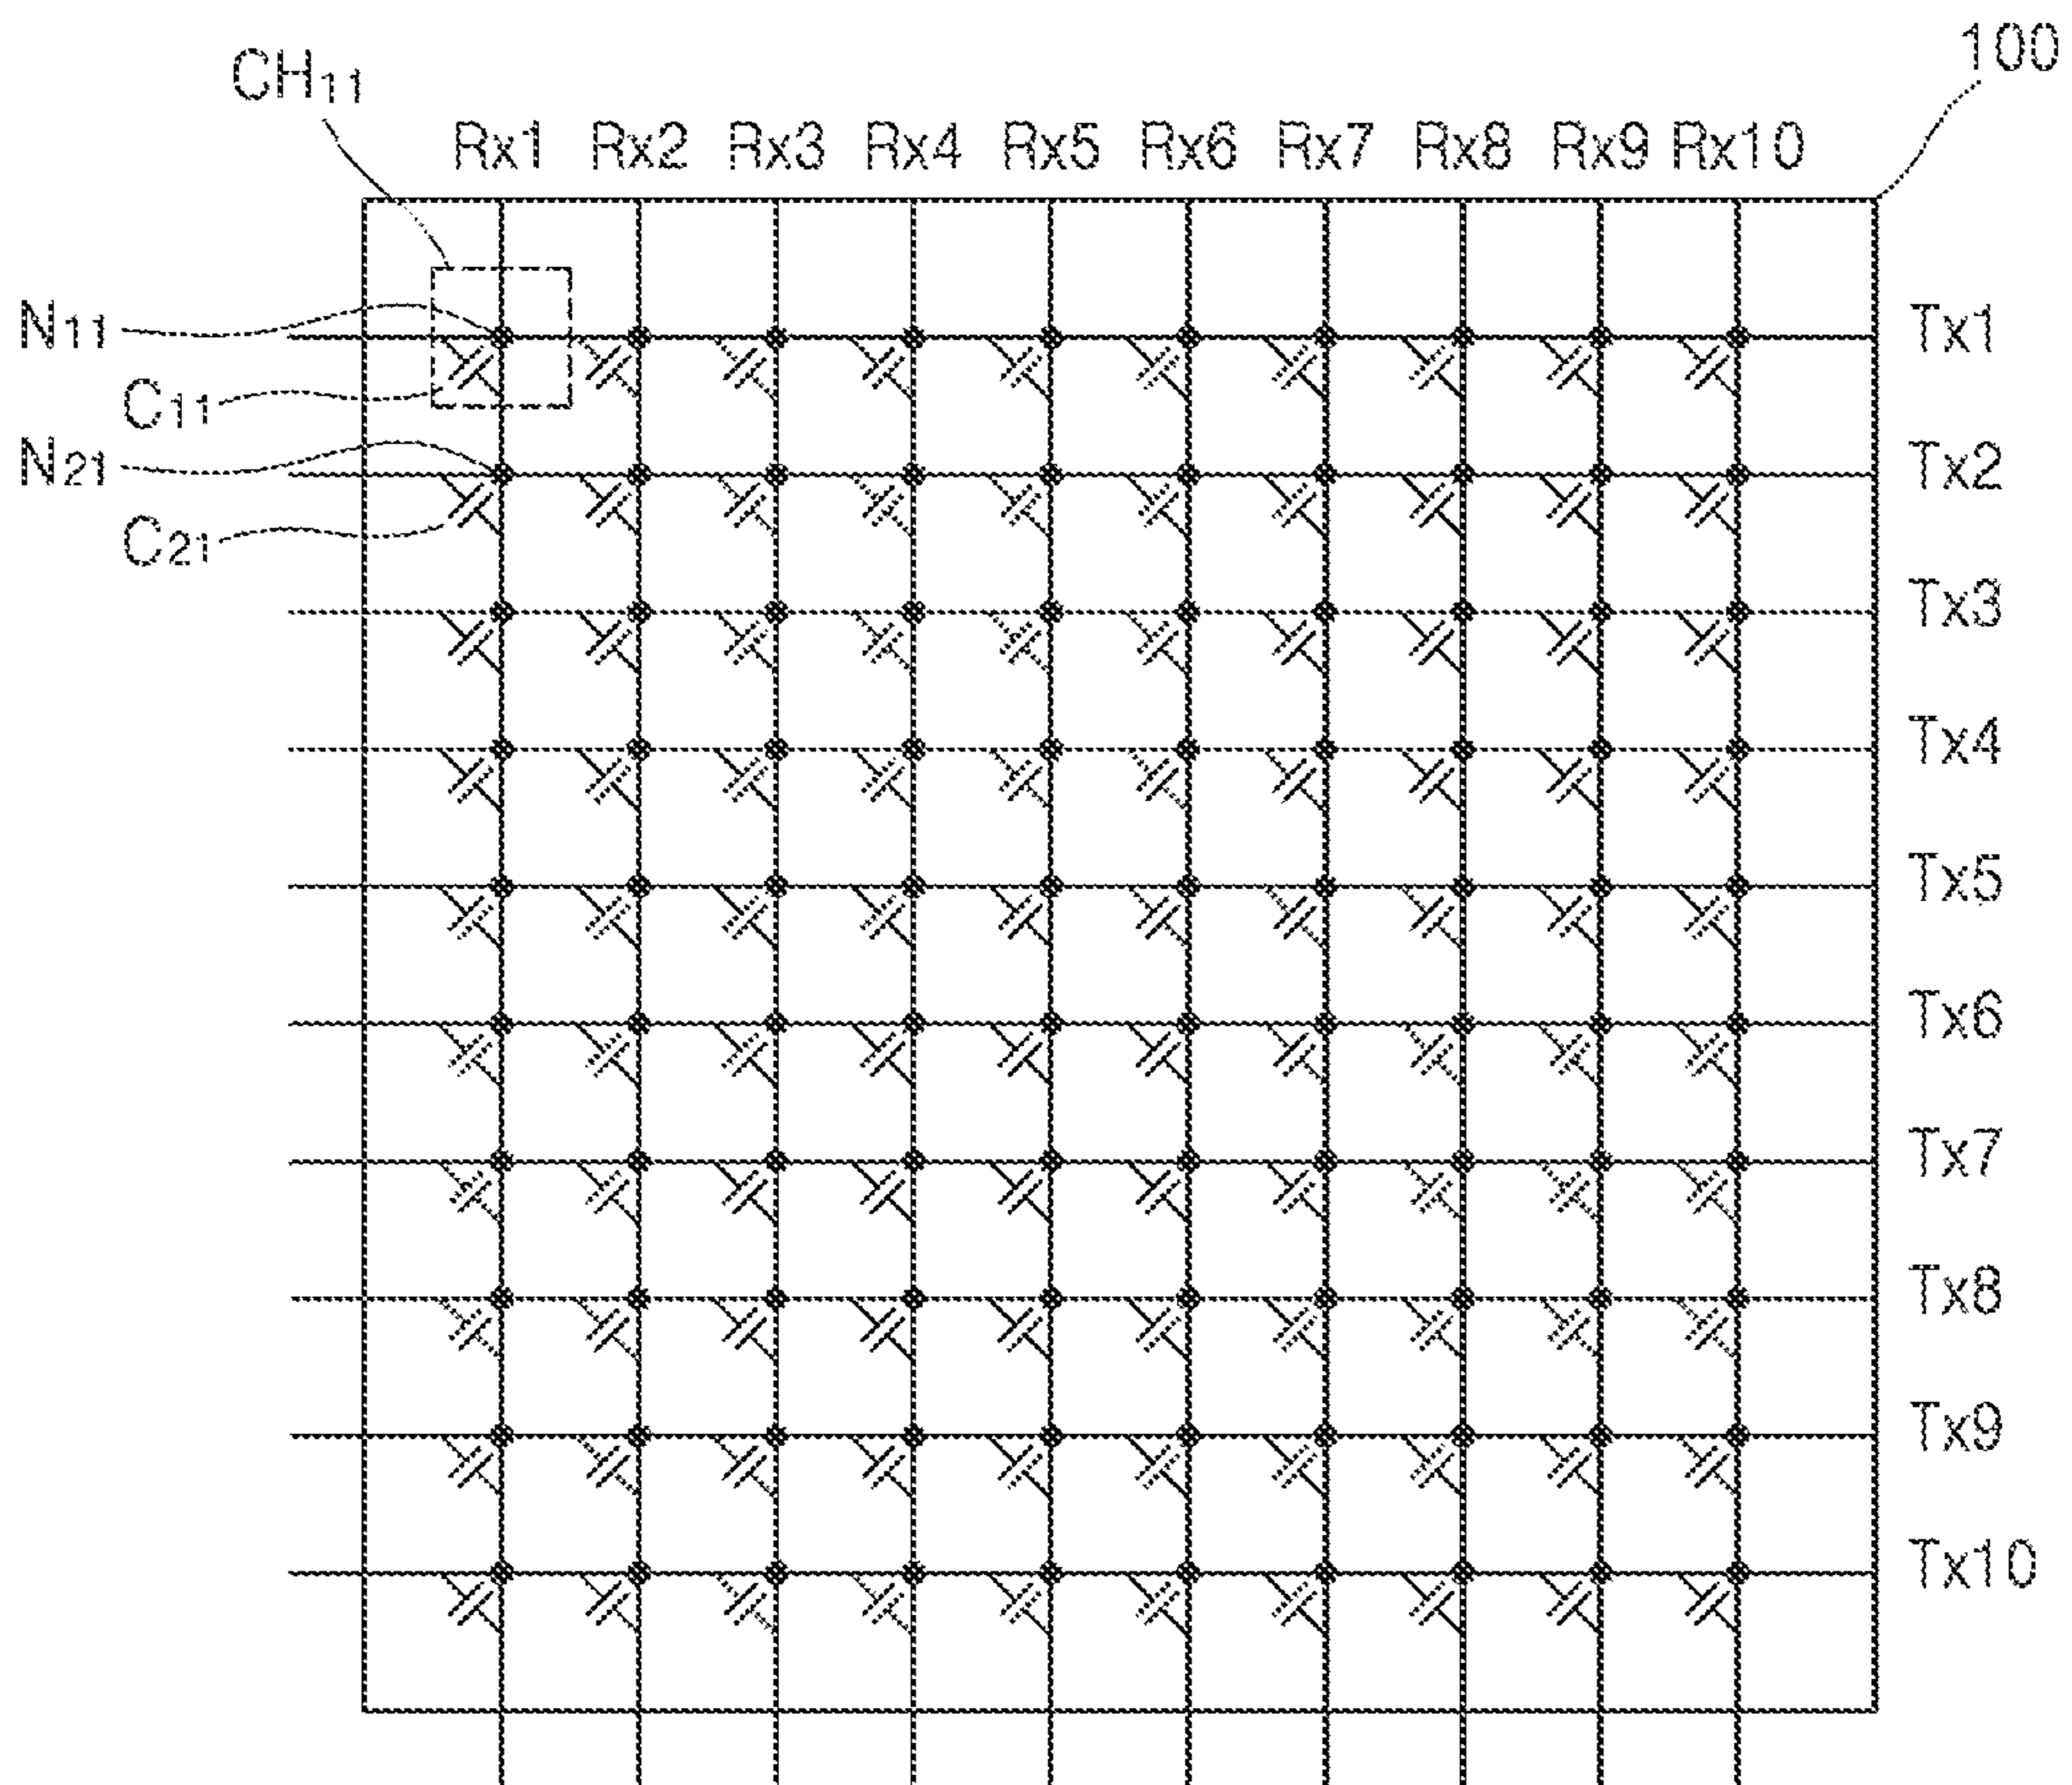 100
CH11
Rx1 Rx2 Rx3 Rx4 Rx5 Rx6 Rx7 Rx8 Rx9 Rx10
N11
Tx1
C11
N21
Tx2
C21
Tx3
Tx4
Tx5
Tx6
Tx7
Tx8
Tx9
Tx10